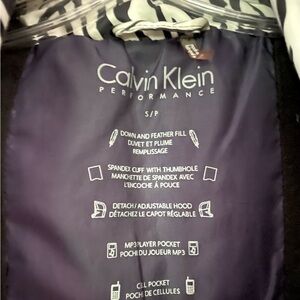 Calvin Klein
PERFORMANCE
S/P
DOWN AND FEATHER FILL
DUVET ET PLUME
REMPLISSAGE
SPANDEX CUFF WITH THUMBHOLE
MANCHETTE DE SPANDEX AVEC
L'ENCOCHE À POUCE
DETACH / ADJUSTABLE HOOD
DÉTACHEZ LE CAPOT RÉGLABLE
MP3 PLAYER POCKET
POCHE DU JOUEUR MP3
CELL POCKET
POCHE DE CELLULES